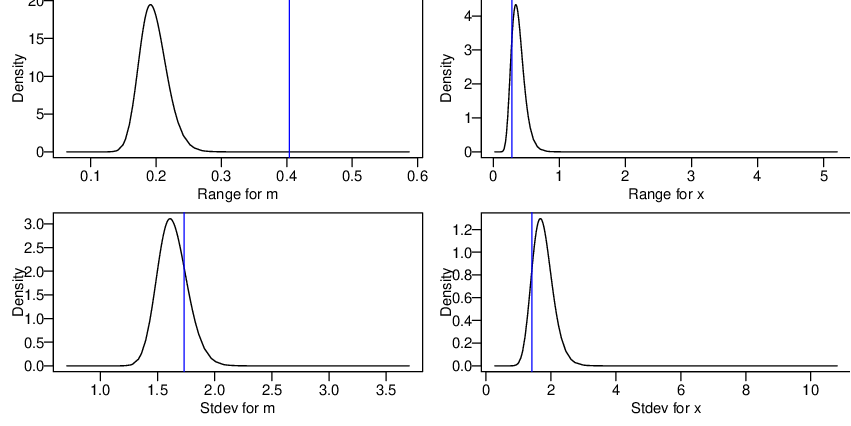 Density
20
15
10
5
0
0.1 0.2 0.3 0.4 0.5 0.6
Range for m
Density
4
3
2
1
0
0 1 2 3 4 5
Range for x
Density
3.0
2.5
2.0
1.5
1.0
0.5
0.0
1.0 1.5 2.0 2.5 3.0 3.5
Stdev for m
Density
1.2
1.0
0.8
0.6
0.4
0.2
0.0
0 2 4 6 8 10
Stdev for x